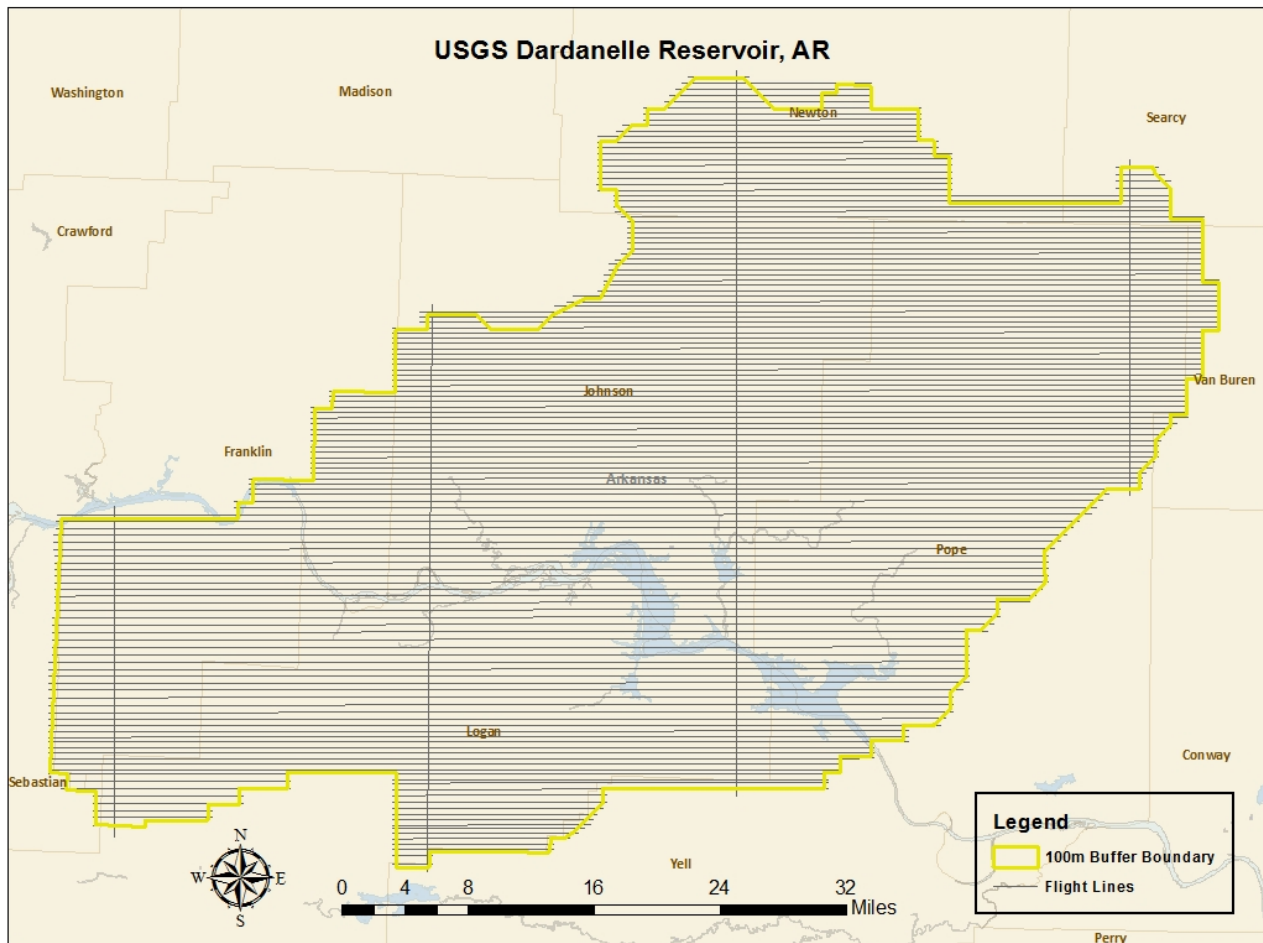 USGS Dardanelle Reservoir, AR
Washington
Madison
Newton
Searcy
Crawford
Johnson
Van Buren
Franklin
Arkansas
Pope
Logan
Sebastian
Conway
Yell
Perry
N
W
E
S
0 4 8 16 24 32
Miles
Legend
100m Buffer Boundary
Flight Lines